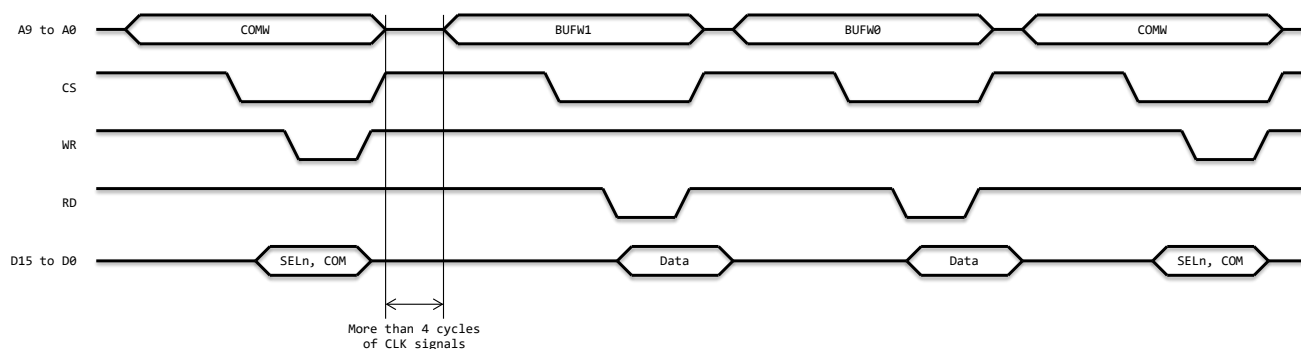 A9 to A0
COMW
BUFW1
BUFW0
COMW
CS
WR
RD
D15 to D0
SELn, COM
Data
Data
SELn, COM
More than 4 cycles
of CLK signals